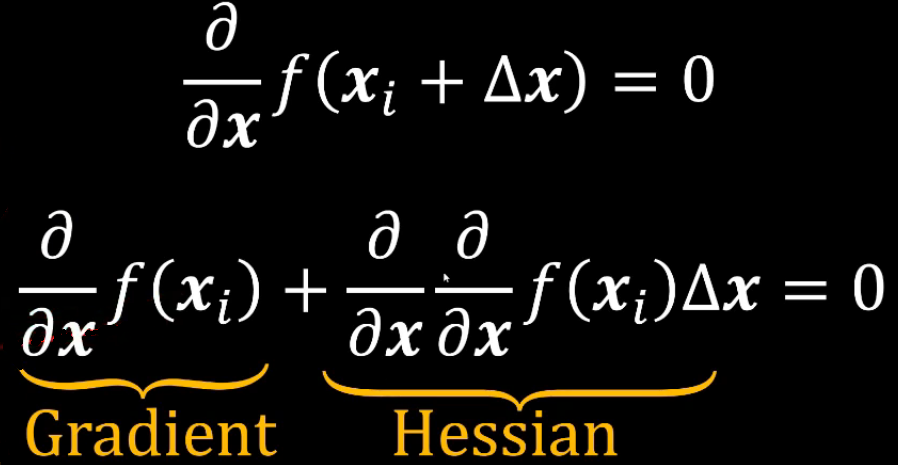 ∂/∂x f(xᵢ + Δx) = 0
∂/∂x f(xᵢ) + ∂/∂x ∂/∂x f(xᵢ)Δx = 0
Gradient Hessian